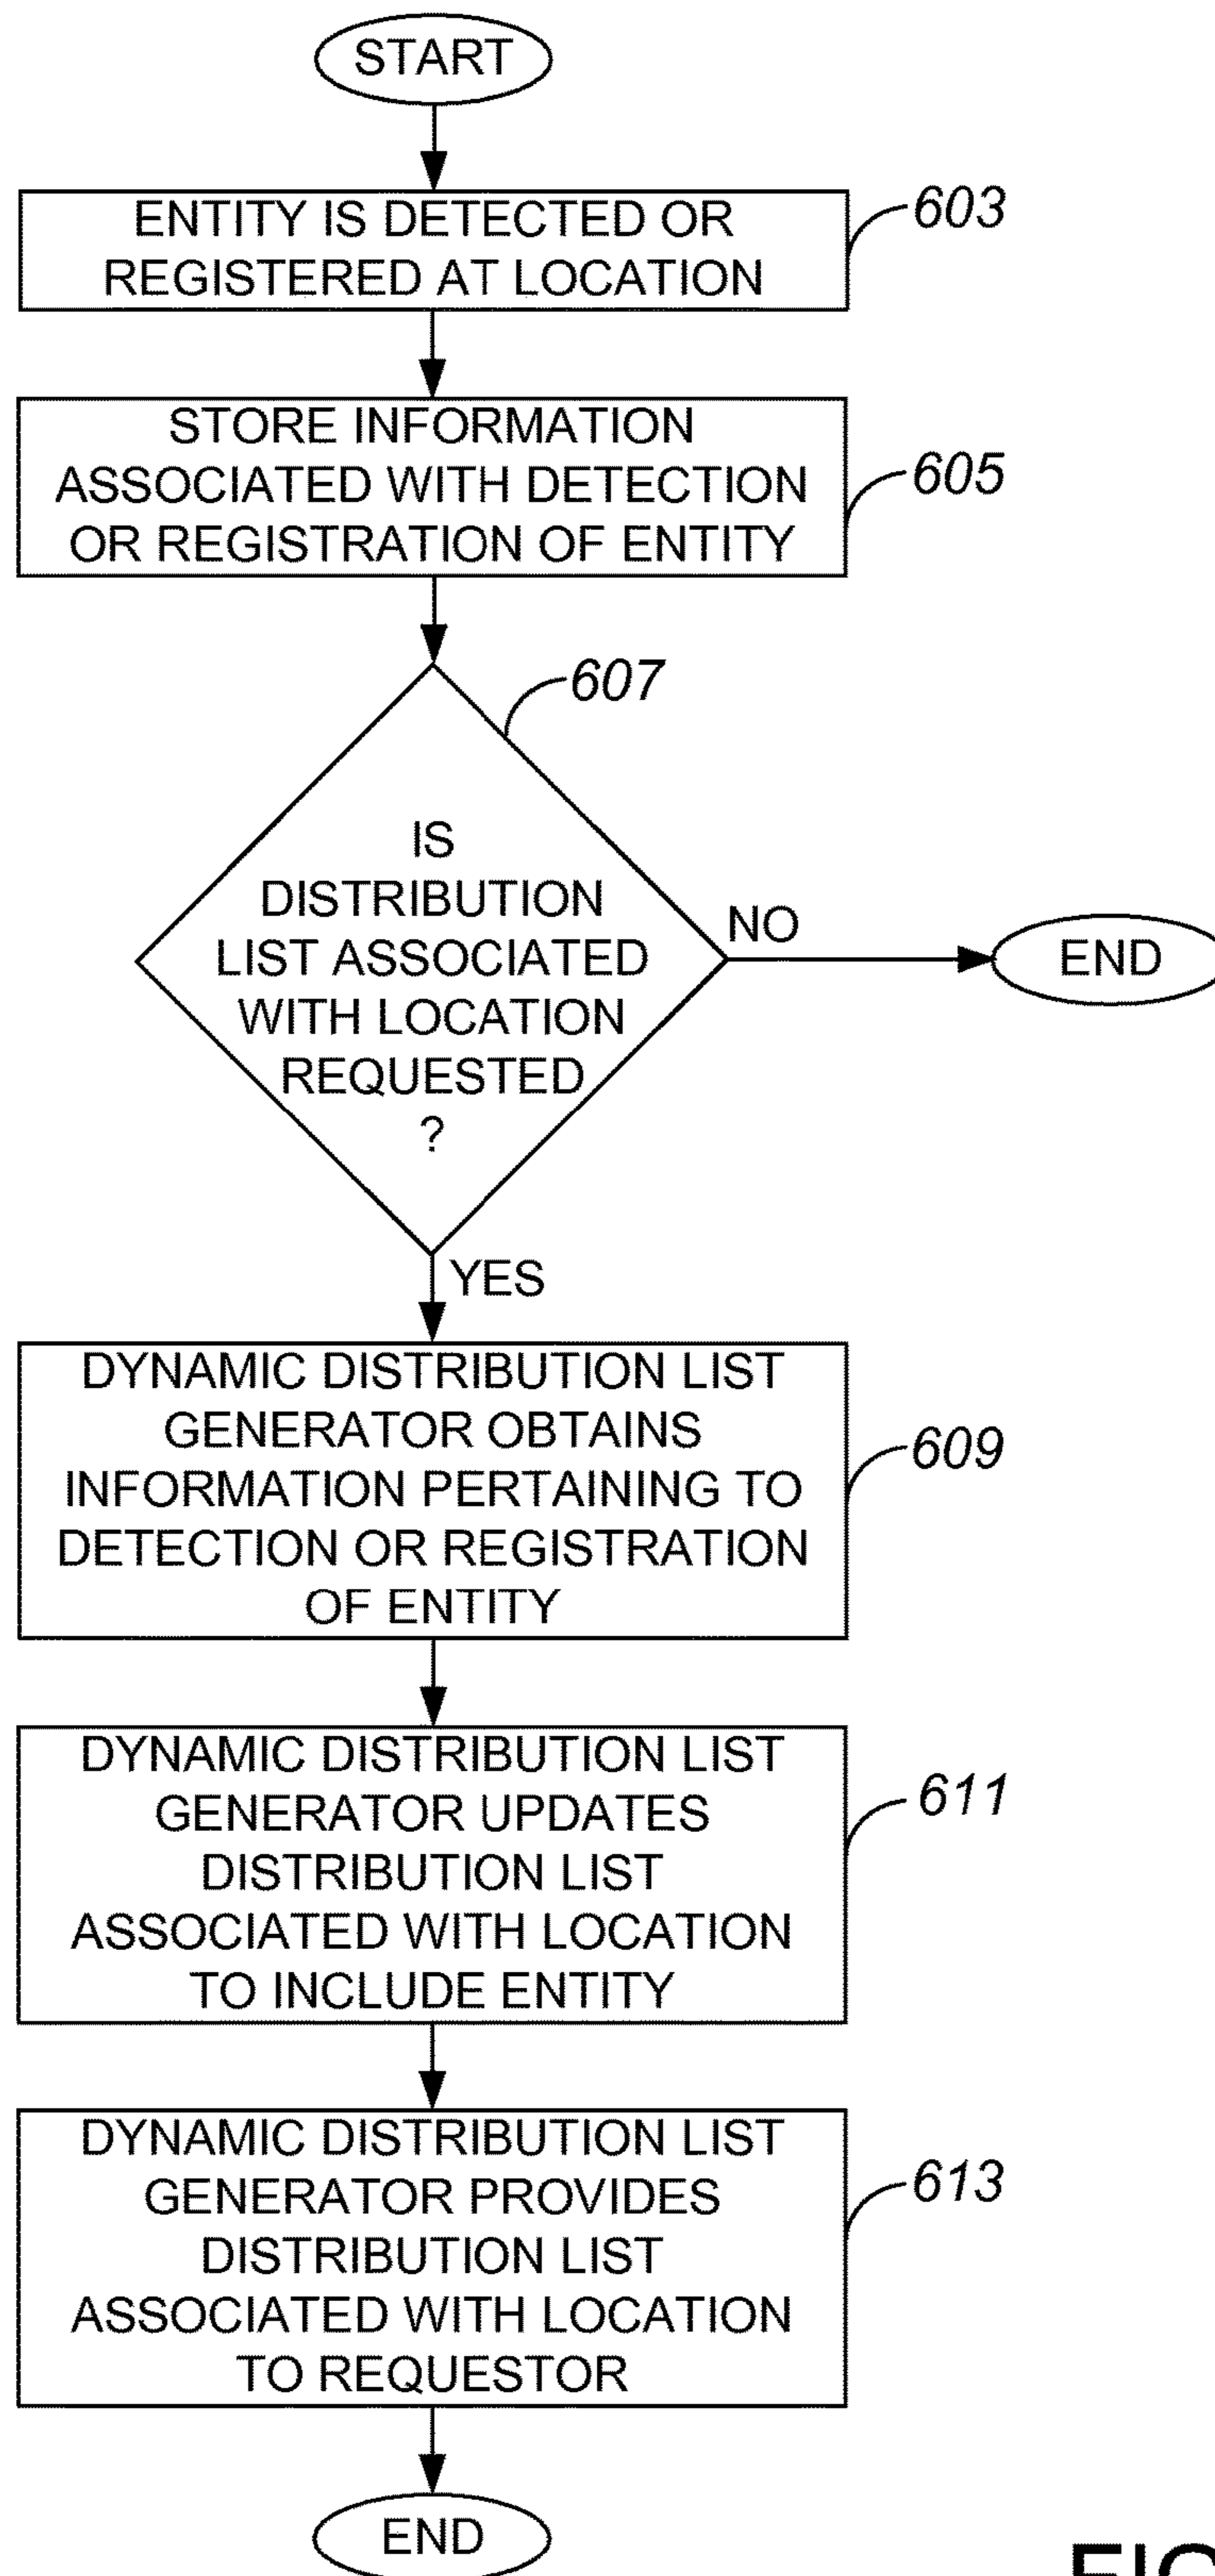 START
ENTITY IS DETECTED OR
REGISTERED AT LOCATION
603
STORE INFORMATION
ASSOCIATED WITH DETECTION
OR REGISTRATION OF ENTITY
605
607
IS
DISTRIBUTION
LIST ASSOCIATED
WITH LOCATION
REQUESTED
?
NO
END
YES
DYNAMIC DISTRIBUTION LIST
GENERATOR OBTAINS
INFORMATION PERTAINING TO
DETECTION OR REGISTRATION
OF ENTITY
609
DYNAMIC DISTRIBUTION LIST
GENERATOR UPDATES
DISTRIBUTION LIST
ASSOCIATED WITH LOCATION
TO INCLUDE ENTITY
611
DYNAMIC DISTRIBUTION LIST
GENERATOR PROVIDES
DISTRIBUTION LIST
ASSOCIATED WITH LOCATION
TO REQUESTOR
613
END